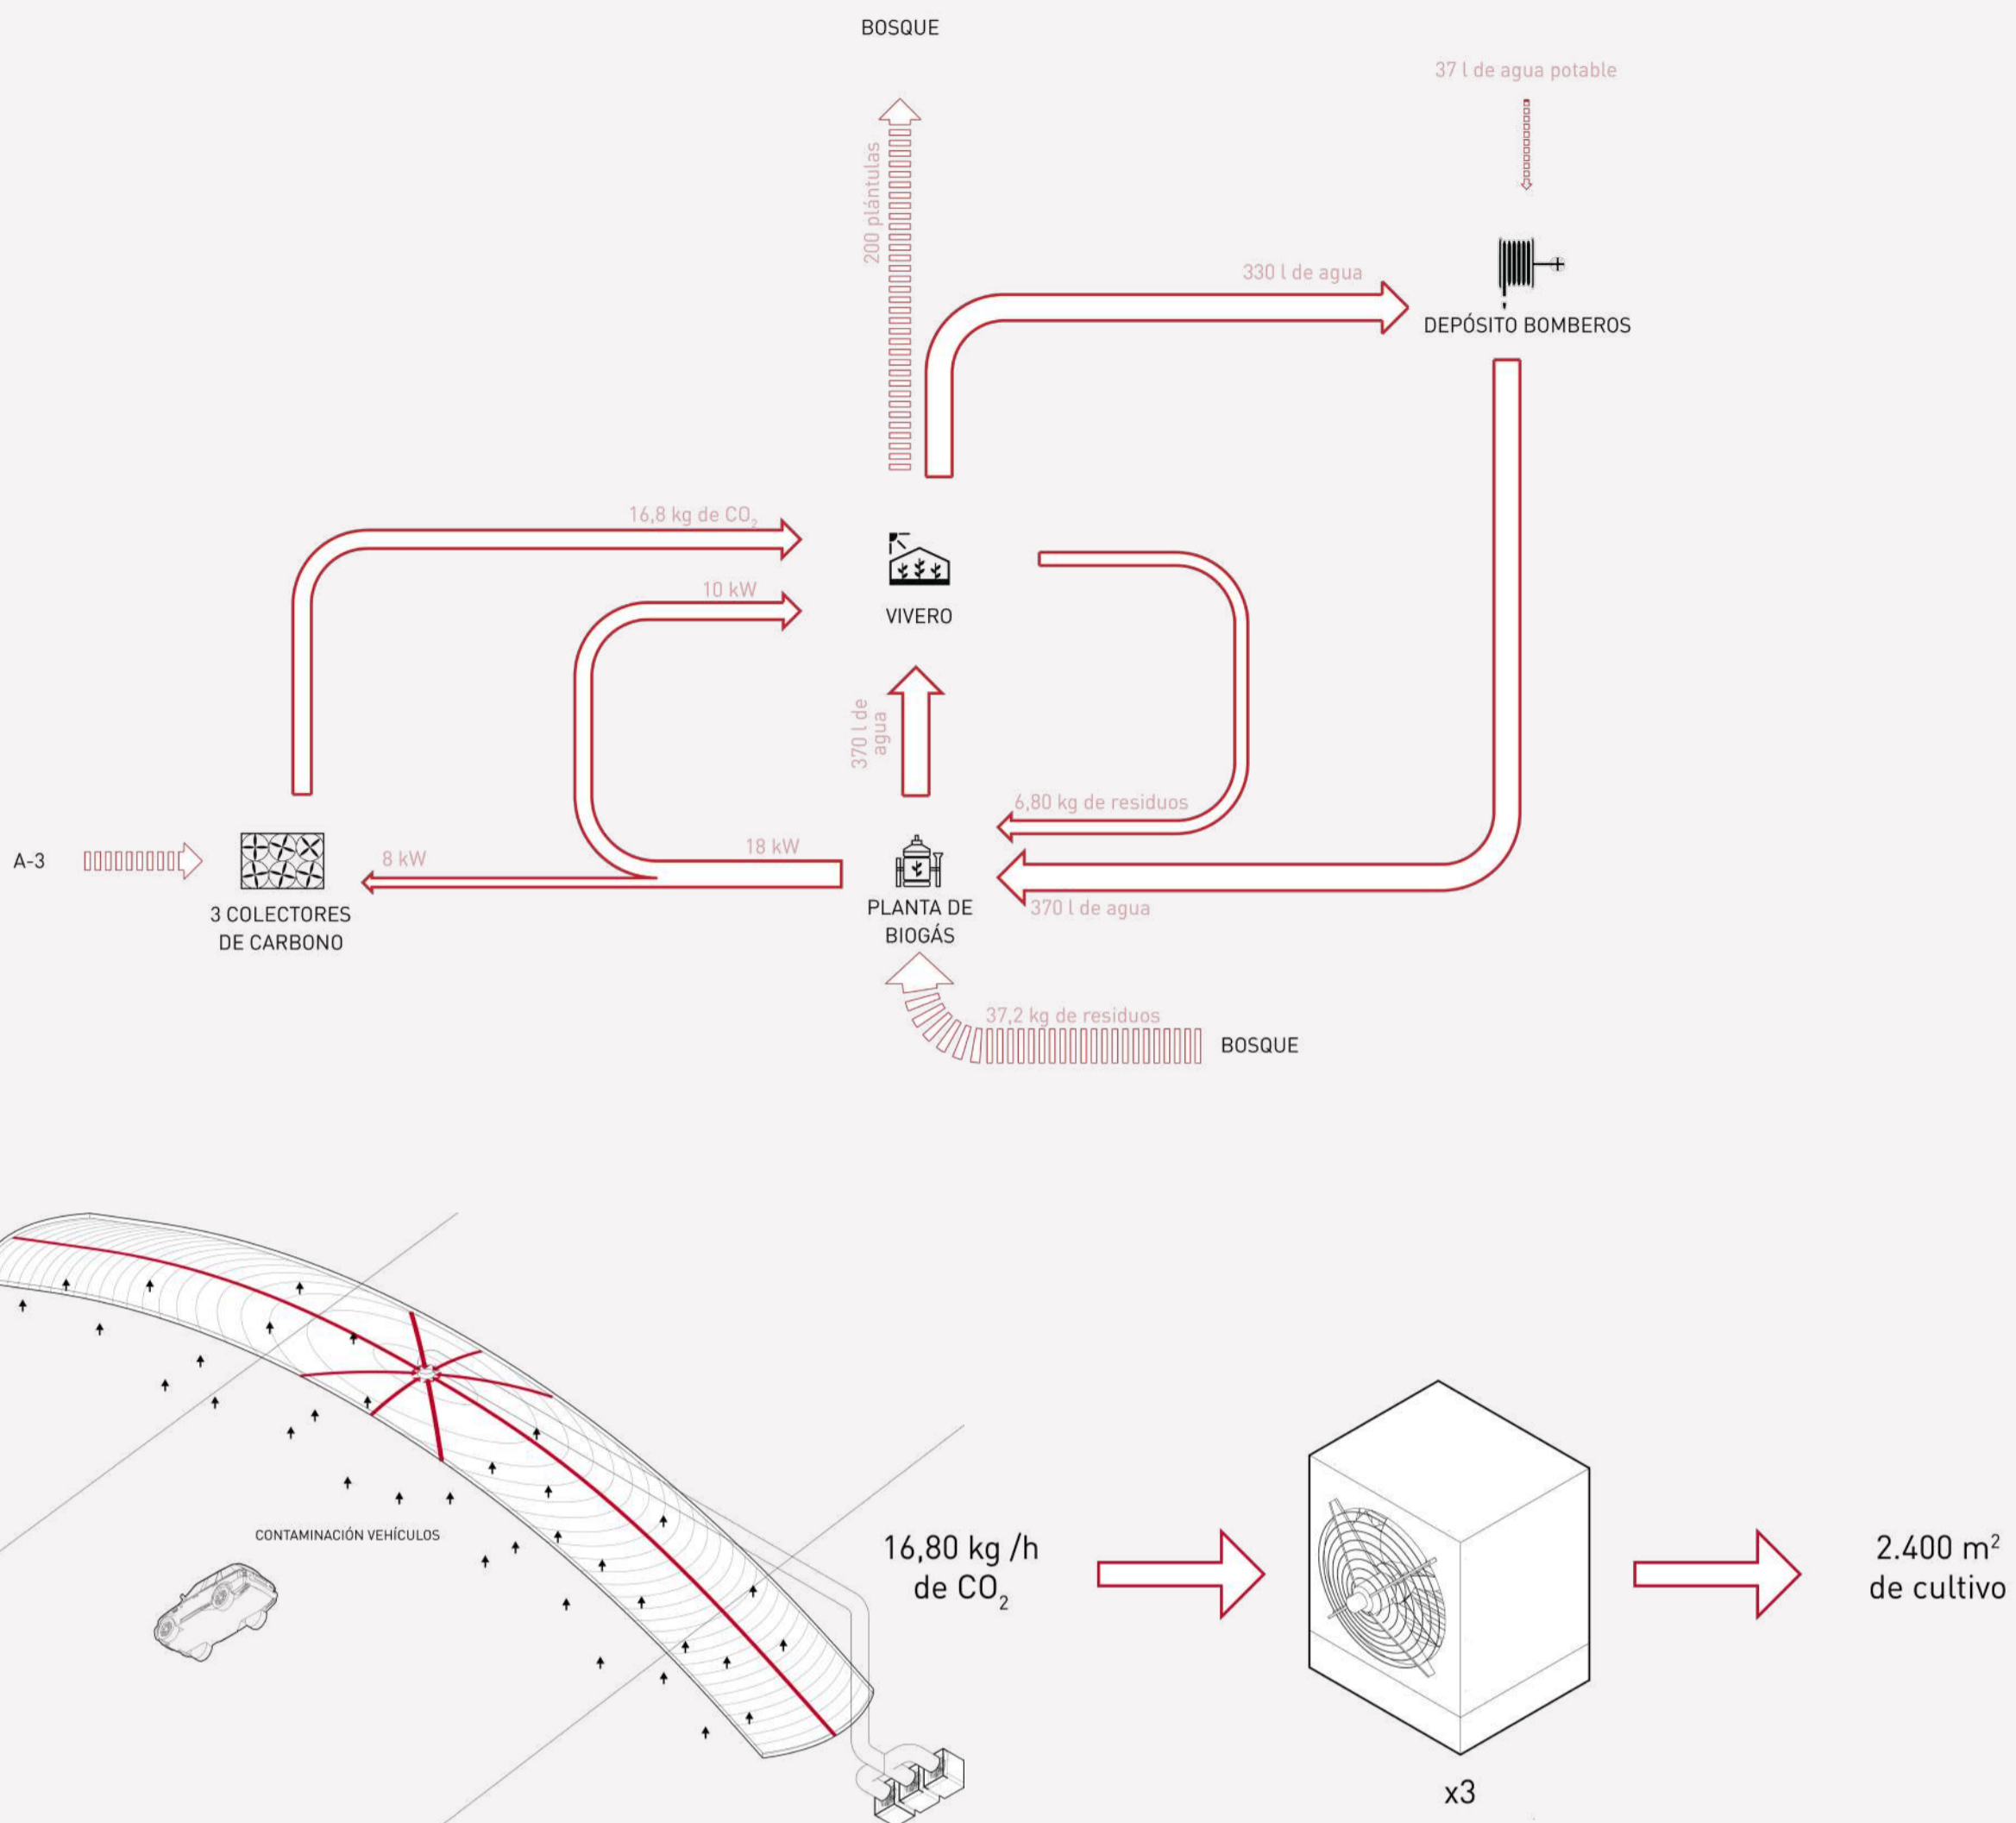 BOSQUE
37 l de agua potable
200 plántulas
330 l de agua
DEPÓSITO BOMBEROS
16,8 kg de CO₂
10 kW
VIVERO
370 l de
agua
6,80 kg de residuos
18 kW
8 kW
A-3
3 COLECTORES
DE CARBONO
PLANTA DE
BIOGÁS
370 l de agua
37,2 kg de residuos
BOSQUE
CONTAMINACIÓN VEHÍCULOS
16,80 kg /h
de CO₂
2.400 m²
de cultivo
x3